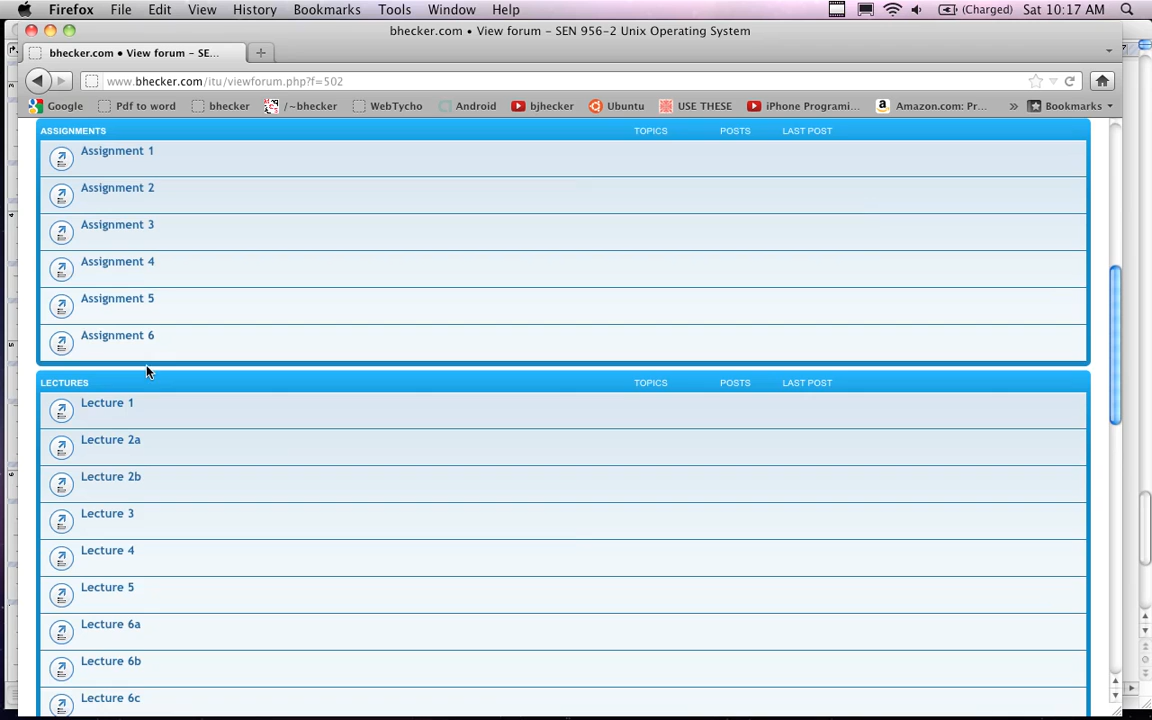 Firefox File Edit View History Bookmarks Tools Window Help (Charged) Sat 10:17 AM
bhecker.com • View forum – SEN 956-2 Unix Operating System
bhecker.com • View forum – SE...
www.bhecker.com/itu/viewforum.php?f=502
Google Pdf to word bhecker /~bhecker WebTycho Android bjhecker Ubuntu USE THESE iPhone Programi... Amazon.com: Pr... » Bookmarks
ASSIGNMENTS TOPICS POSTS LAST POST
Assignment 1
Assignment 2
Assignment 3
Assignment 4
Assignment 5
Assignment 6
LECTURES TOPICS POSTS LAST POST
Lecture 1
Lecture 2a
Lecture 2b
Lecture 3
Lecture 4
Lecture 5
Lecture 6a
Lecture 6b
Lecture 6c